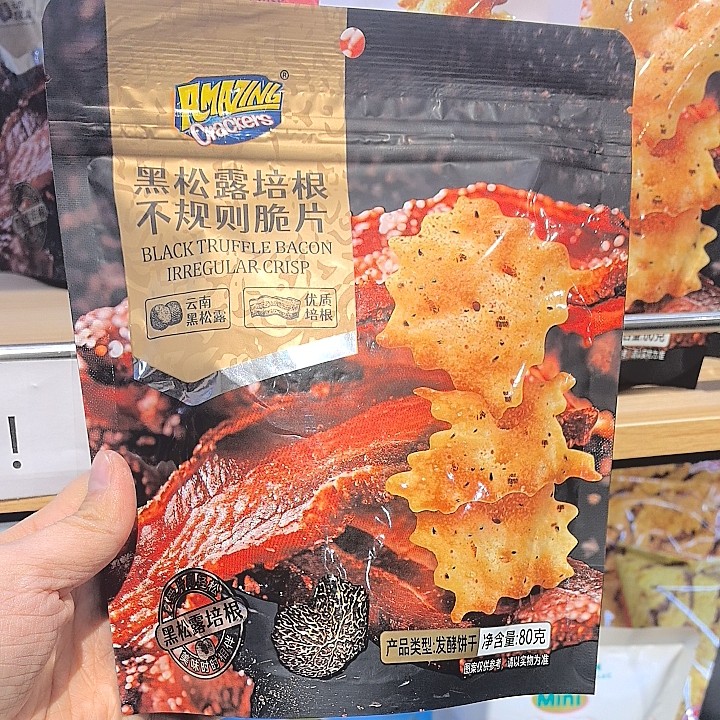 AMAZING
®
Crackers
黑松露培根
不规则脆片
BLACK TRUFFLE BACON
IRREGULAR CRISP
云南
黑松露
优质
培根
黑松露培根
产品类型:发酵饼干
净含量:80克
图案仅供参考 请以实物为准
!
Mini